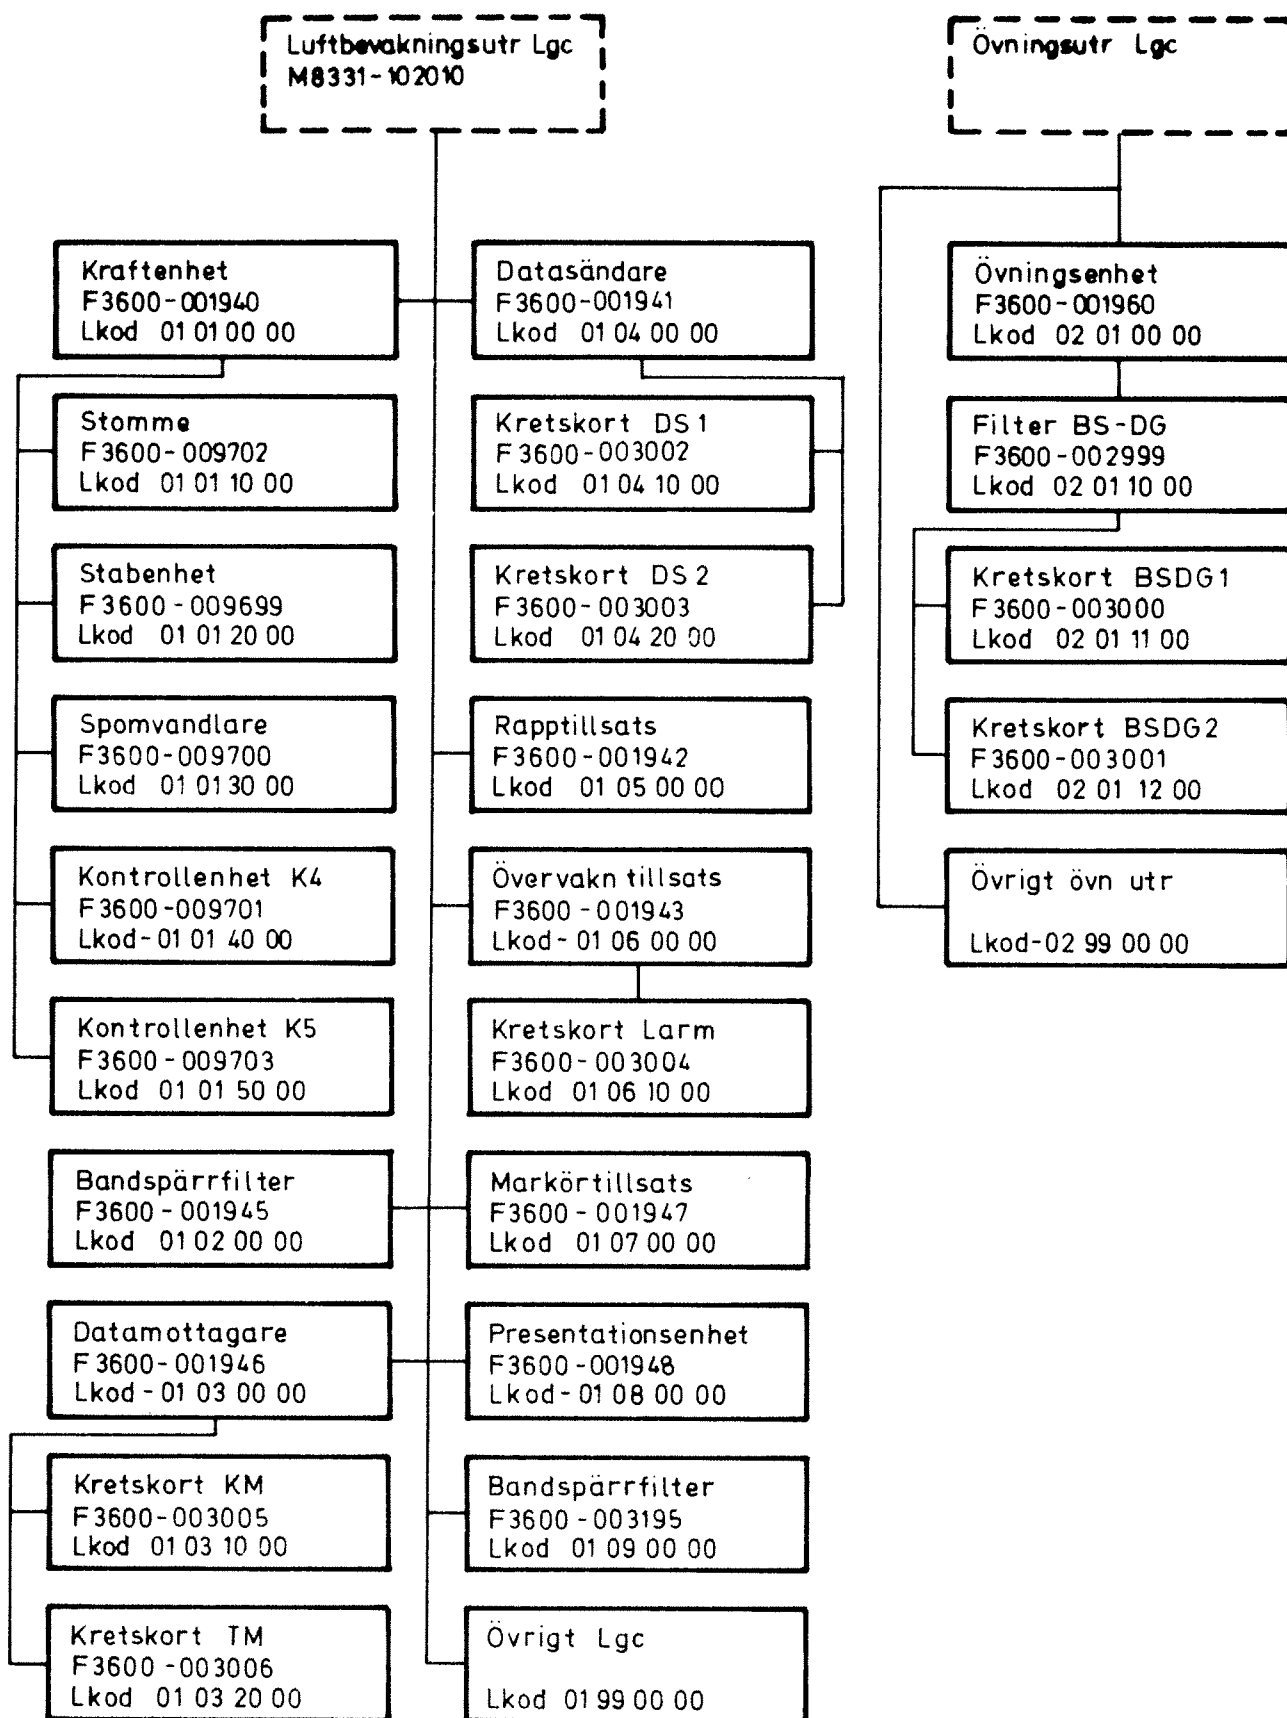 Luftbevakningsutr Lgc
M8331-102010
Övningsutr Lgc
Kraftenhet
F3600-001940
Lkod 01 01 00 00
Stomme
F3600-009702
Lkod 01 01 10 00
Stabenhet
F3600-009699
Lkod 01 01 20 00
Spomvandlare
F3600-009700
Lkod 01 01 30 00
Kontrollenhet K4
F3600-009701
Lkod-01 01 40 00
Kontrollenhet K5
F3600-009703
Lkod 01 01 50 00
Bandspärrfilter
F3600-001945
Lkod 01 02 00 00
Datamottagare
F3600-001946
Lkod-01 03 00 00
Kretskort KM
F3600-003005
Lkod 01 03 10 00
Kretskort TM
F3600-003006
Lkod 01 03 20 00
Datasändare
F3600-001941
Lkod 01 04 00 00
Kretskort DS1
F3600-003002
Lkod 01 04 10 00
Kretskort DS2
F3600-003003
Lkod 01 04 20 00
Rapptillsats
F3600-001942
Lkod 01 05 00 00
Övervakn tillsats
F3600-001943
Lkod-01 06 00 00
Kretskort Larm
F3600-003004
Lkod 01 06 10 00
Markörtillsats
F3600-001947
Lkod 01 07 00 00
Presentationsenhet
F3600-001948
Lkod-01 08 00 00
Bandspärrfilter
F3600-003195
Lkod 01 09 00 00
Övrigt Lgc
Lkod 01 99 00 00
Övningsenhet
F3600-001960
Lkod 02 01 00 00
Filter BS-DG
F3600-002999
Lkod 02 01 10 00
Kretskort BSDG1
F3600-003000
Lkod 02 01 11 00
Kretskort BSDG2
F3600-003001
Lkod 02 01 12 00
Övrigt övn utr
Lkod-02 99 00 00